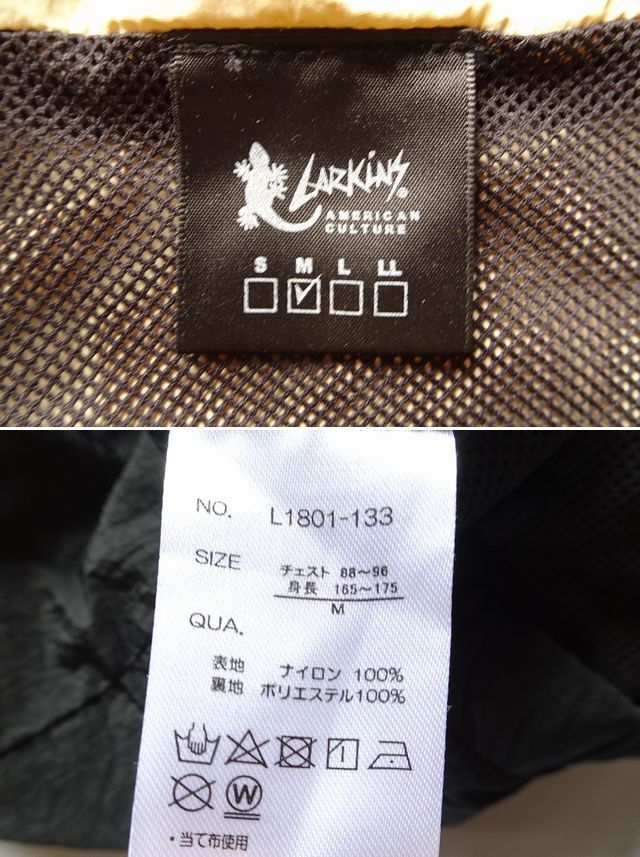 LARKINS®
AMERICAN
CULTURE
S M L LL
NO. L1801-133
SIZE チェスト 88～96
身長 165～175
M
QUA.
表地 ナイロン 100%
裏地 ポリエステル100%
W
・当て布使用